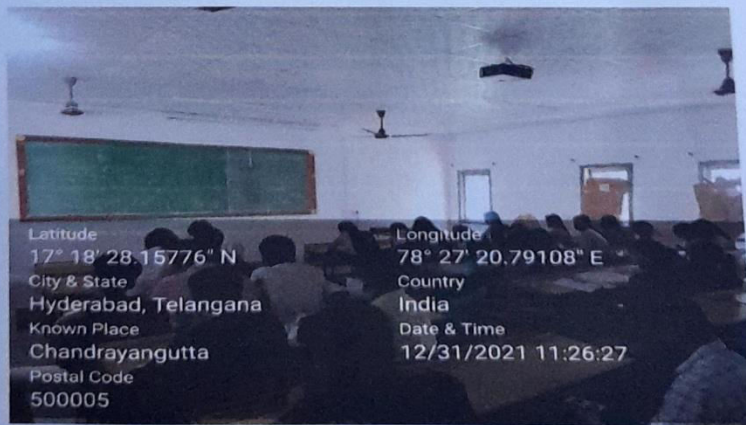 Latitude
17° 18' 28.15776" N
City & State
Hyderabad, Telangana
Known Place
Chandrayangutta
Postal Code
500005
Longitude
78° 27' 20.79108" E
Country
India
Date & Time
12/31/2021 11:26:27